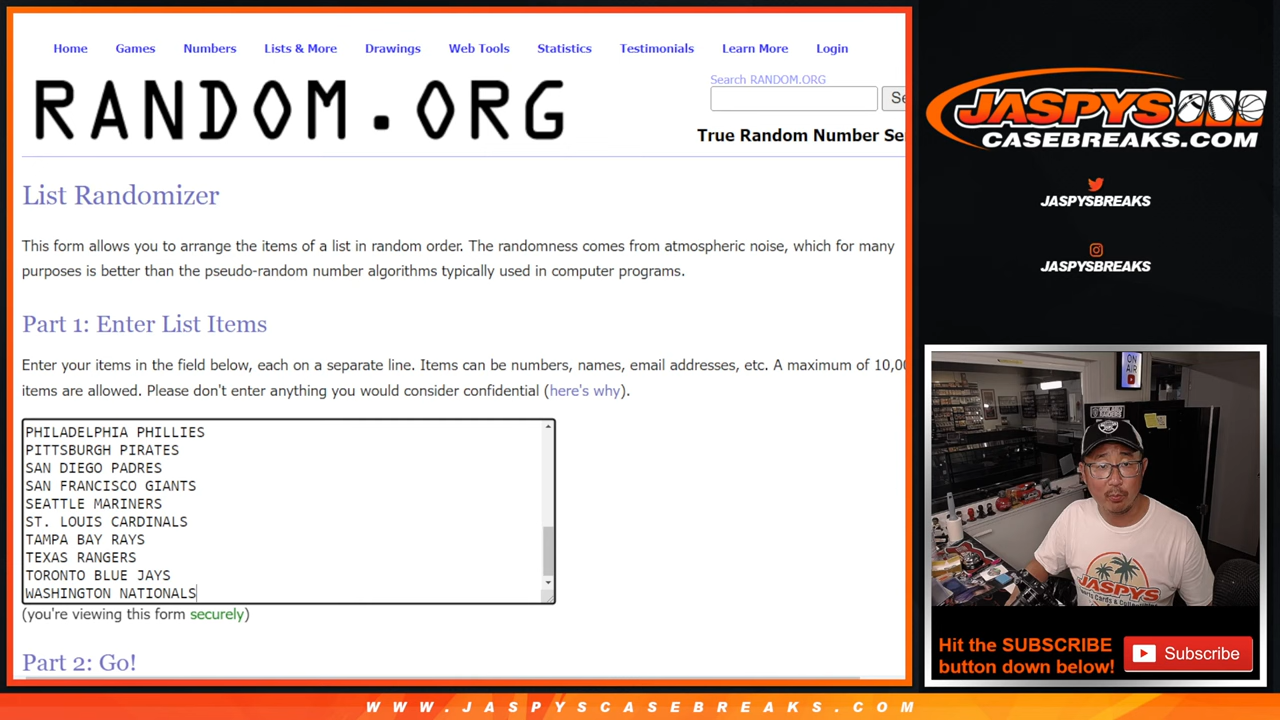 Home Games Numbers Lists & More Drawings Web Tools Statistics Testimonials Learn More Login
RANDOM.ORG
Search RANDOM.ORG
Se
True Random Number Se
List Randomizer
This form allows you to arrange the items of a list in random order. The randomness comes from atmospheric noise, which for many
purposes is better than the pseudo-random number algorithms typically used in computer programs.
Part 1: Enter List Items
Enter your items in the field below, each on a separate line. Items can be numbers, names, email addresses, etc. A maximum of 10,00
items are allowed. Please don't enter anything you would consider confidential (here's why).
PHILADELPHIA PHILLIES
PITTSBURGH PIRATES
SAN DIEGO PADRES
SAN FRANCISCO GIANTS
SEATTLE MARINERS
ST. LOUIS CARDINALS
TAMPA BAY RAYS
TEXAS RANGERS
TORONTO BLUE JAYS
WASHINGTON NATIONALS
(you're viewing this form securely)
Part 2: Go!
JASPYS
CASEBREAKS.COM
JASPYSBREAKS
JASPYSBREAKS
ON
AIR
Hit the SUBSCRIBE
button down below!
Subscribe
WWW.JASPYSCASEBREAKS.COM